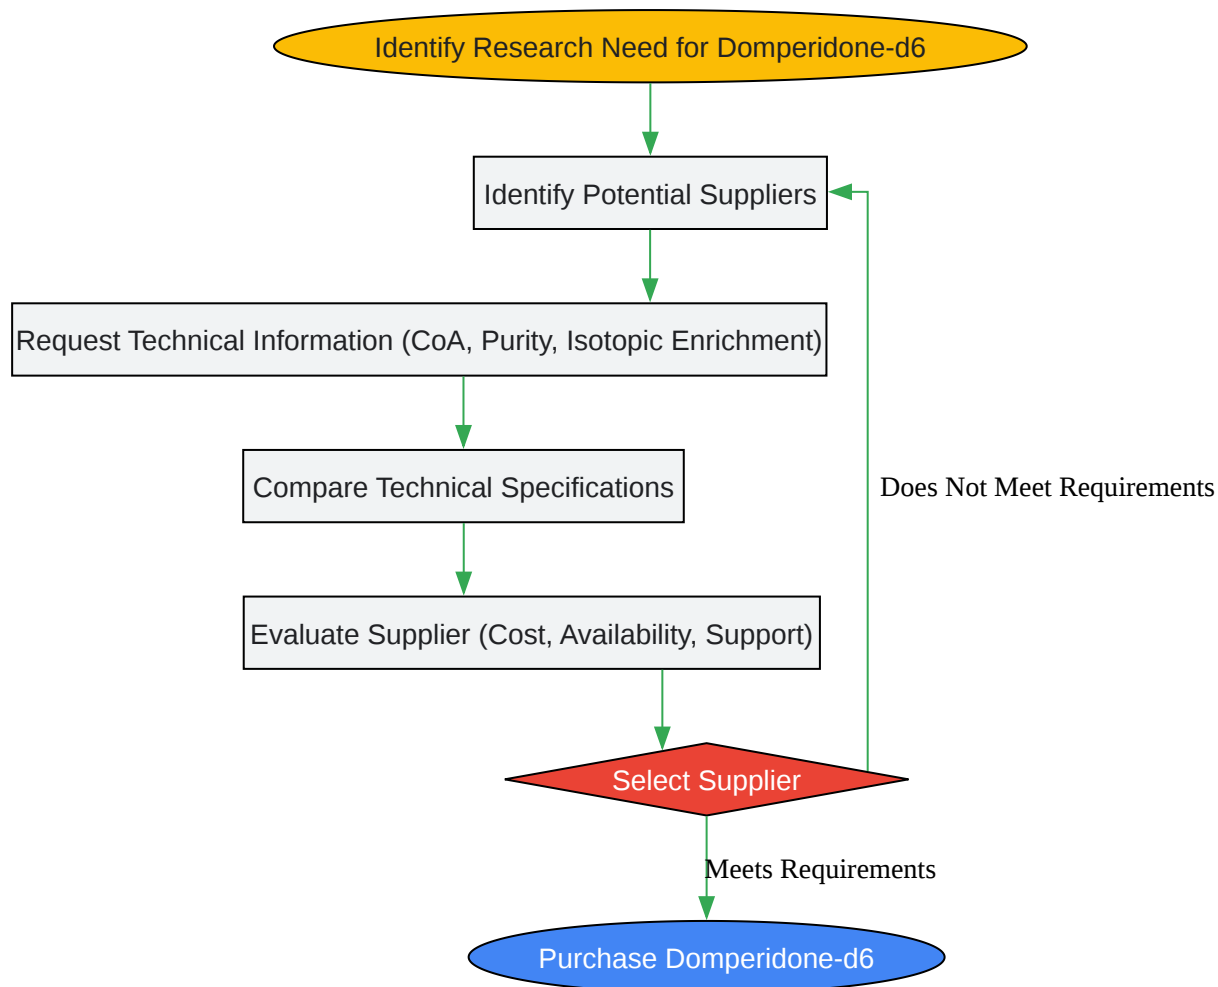 Identify Research Need for Domperidone-d6
Identify Potential Suppliers
Request Technical Information (CoA, Purity, Isotopic Enrichment)
Compare Technical Specifications
Does Not Meet Requirements
Evaluate Supplier (Cost, Availability, Support)
Select Supplier
Meets Requirements
Purchase Domperidone-d6